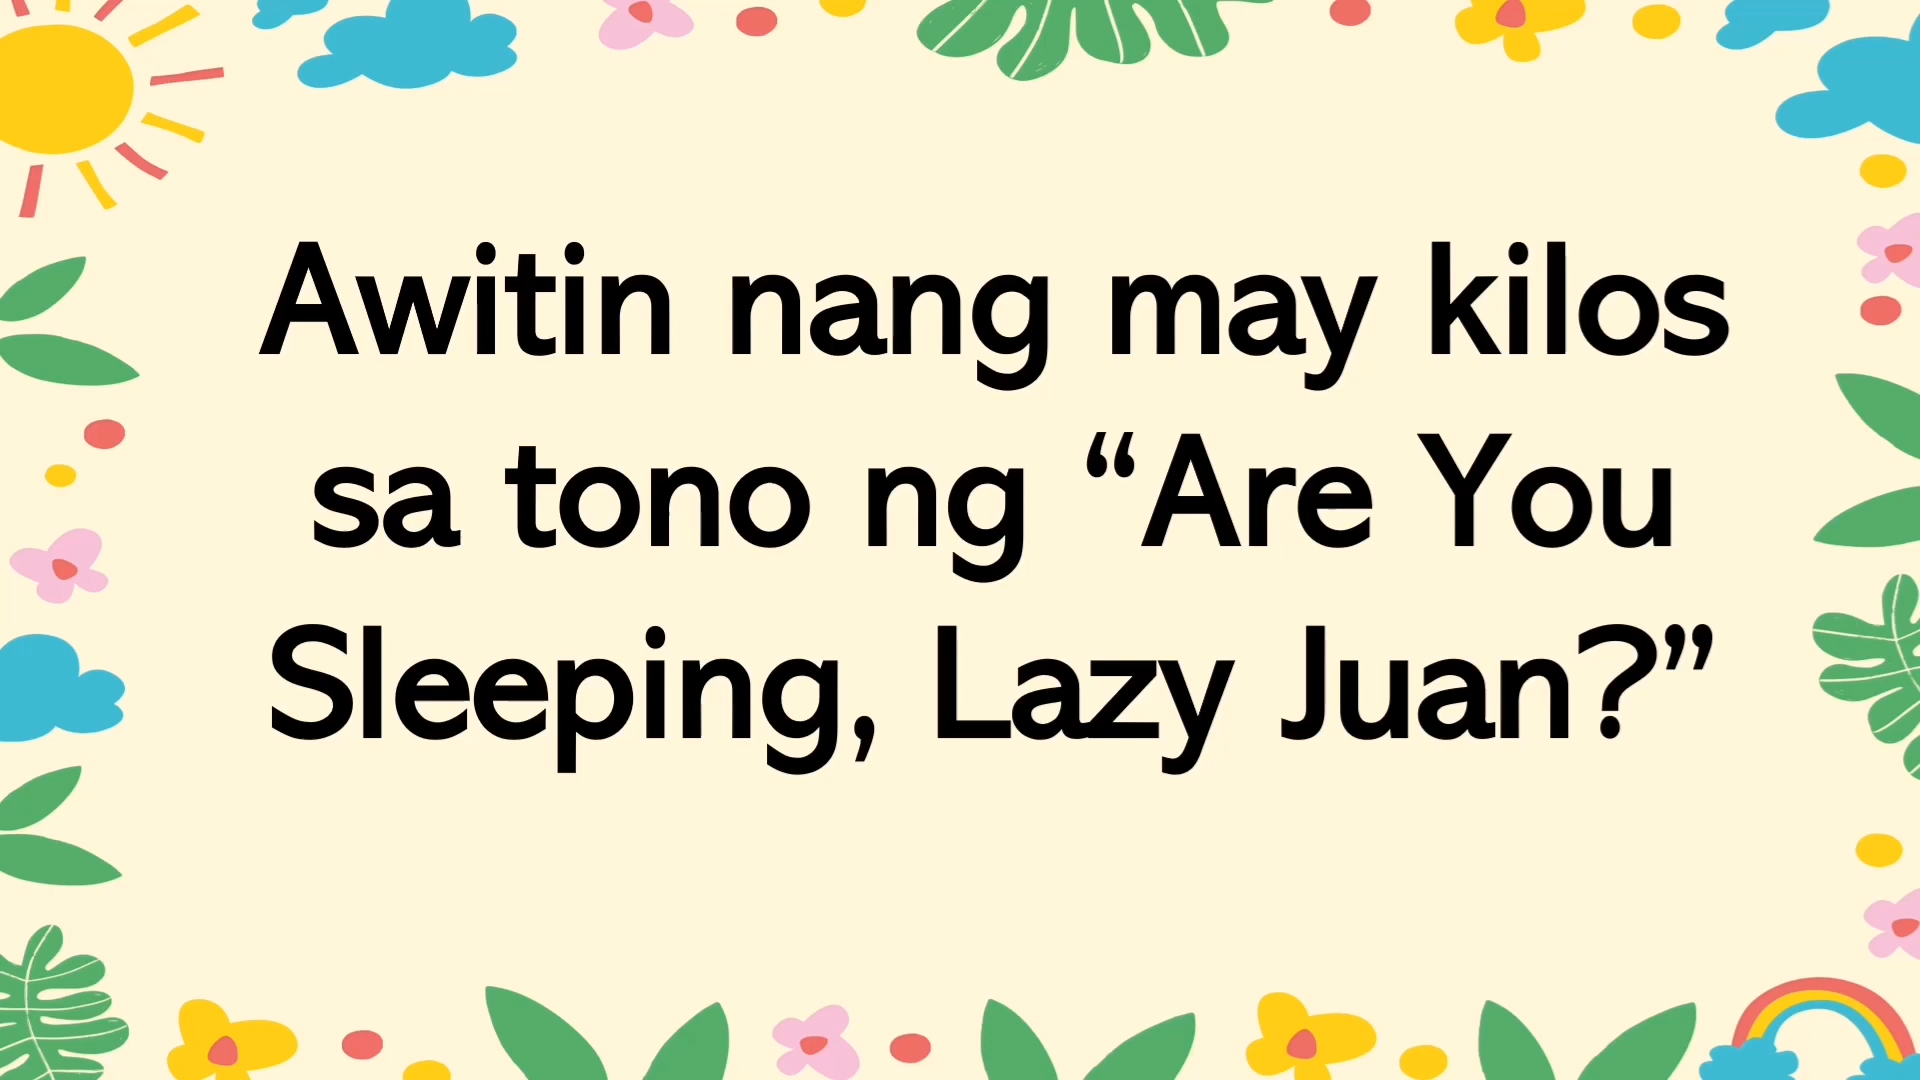 Awitin nang may kilos
sa tono ng “Are You
Sleeping, Lazy Juan?”